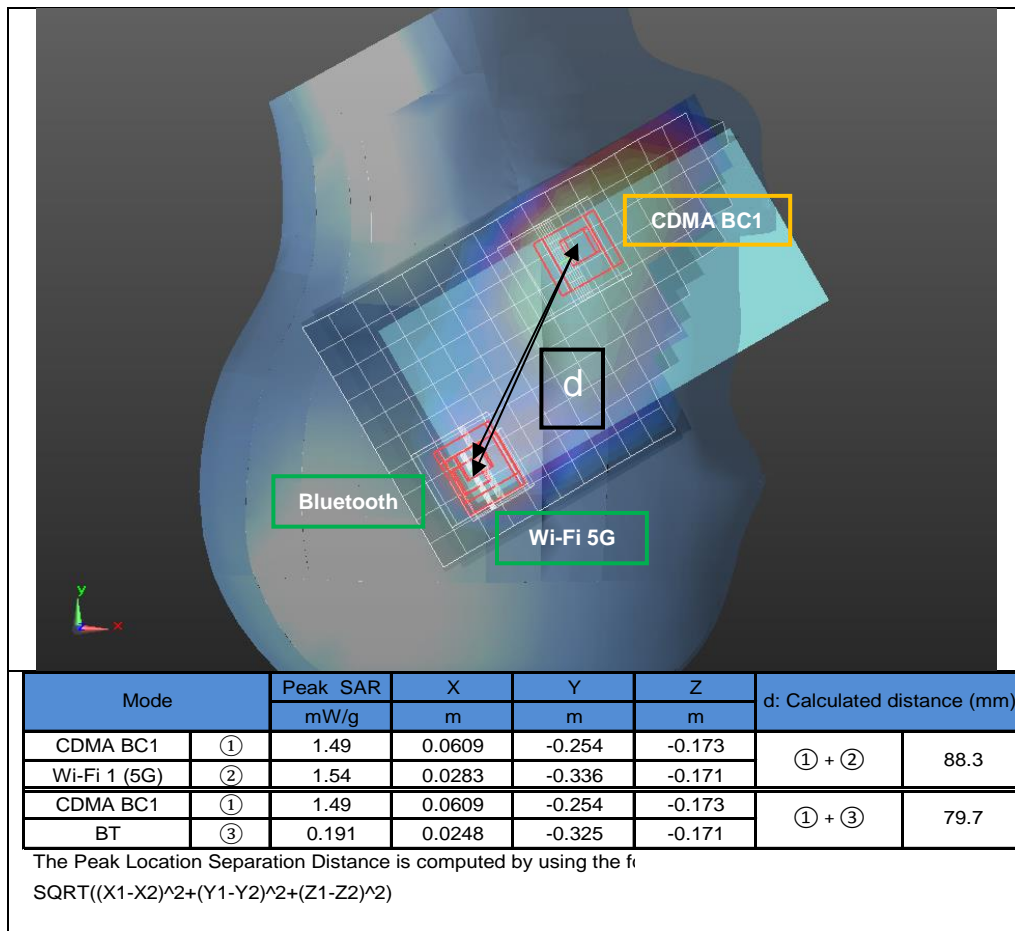 CDMA BC1
d
Bluetooth
Wi-Fi 5G
y
x
Mode Peak SAR X Y Z d: Calculated distance (mm)
mW/g m m m
CDMA BC1 ① 1.49 0.0609 -0.254 -0.173 ① + ② 88.3
Wi-Fi 1 (5G) ② 1.54 0.0283 -0.336 -0.171
CDMA BC1 ① 1.49 0.0609 -0.254 -0.173 ① + ③ 79.7
BT ③ 0.191 0.0248 -0.325 -0.171
The Peak Location Separation Distance is computed by using the
SQRT((X1-X2)^2+(Y1-Y2)^2+(Z1-Z2)^2)